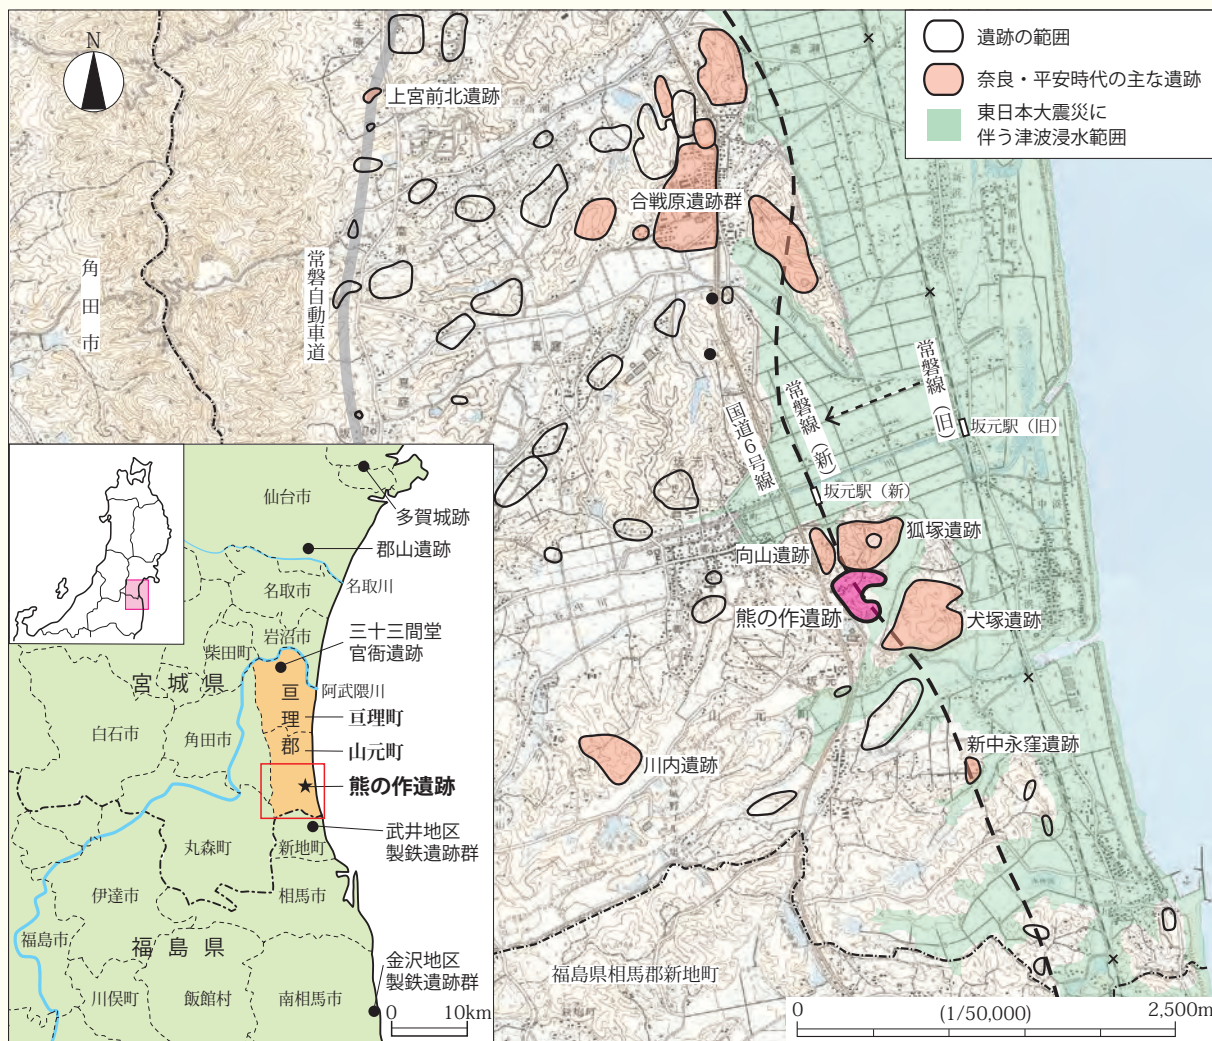 N
遺跡の範囲
奈良・平安時代の主な遺跡
東日本大震災に
伴う津波浸水範囲
上宮前北遺跡
合戦原遺跡群
角田市
常磐自動車道
国道6号線
常磐線（新）
常磐線（旧）
坂元駅（旧）
坂元駅（新）
向山遺跡
狐塚遺跡
熊の作遺跡
犬塚遺跡
川内遺跡
新中永窪遺跡
福島県相馬郡新地町
山元町
坂元
高瀬
0
(1/50,000)
2,500m
仙台市
多賀城跡
郡山遺跡
名取川
名取市
岩沼市
柴田町
三十三間堂
官衙遺跡
宮城県
阿武隈川
亘理郡
亘理町
白石市
角田市
山元町
熊の作遺跡
武井地区
製鉄遺跡群
丸森町
新地町
伊達市
相馬市
福島市
福島県
金沢地区
製鉄遺跡群
川俣町
飯館村
南相馬市
0
10km